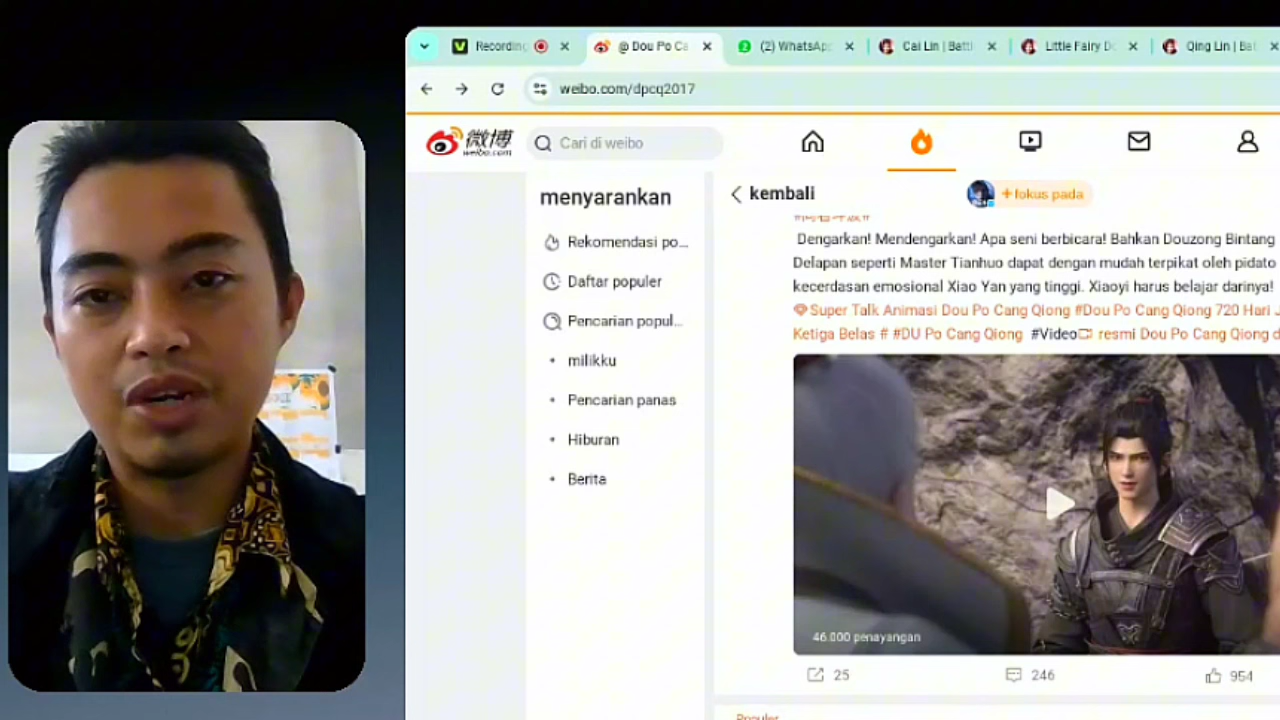 Recording
@ Dou Po Ca
(2) WhatsAp
Cai Lin | Battl
Little Fairy Do
Qing Lin | Bat
weibo.com/dpcq2017
微博
weibo.com
Cari di weibo
menyarankan
kembali
+fokus pada
Rekomendasi po...
Daftar populer
Pencarian popul...
milikku
Pencarian panas
Hiburan
Berita
Dengarkan! Mendengarkan! Apa seni berbicara! Bahkan Douzong Bintang
Delapan seperti Master Tianhuo dapat dengan mudah terpikat oleh pidato
kecerdasan emosional Xiao Yan yang tinggi. Xiaoyi harus belajar darinya!
Super Talk Animasi Dou Po Cang Qiong #Dou Po Cang Qiong 720 Hari J
Ketiga Belas # #DU Po Cang Qiong #Video resmi Dou Po Cang Qiong d
46.000 penayangan
25
246
954
Populer